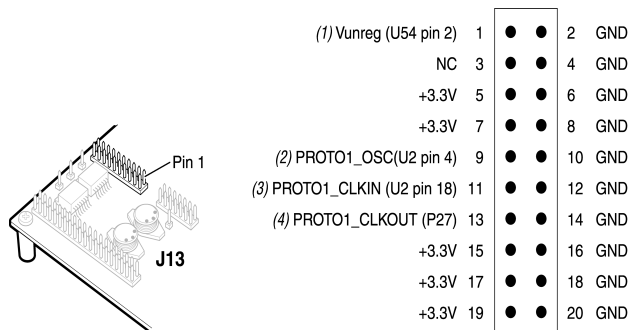 (1) Vunreg (U54 pin 2) 1 2 GND
NC 3 4 GND
+3.3V 5 6 GND
+3.3V 7 8 GND
(2) PROTO1_OSC(U2 pin 4) 9 10 GND
(3) PROTO1_CLKIN (U2 pin 18) 11 12 GND
(4) PROTO1_CLKOUT (P27) 13 14 GND
+3.3V 15 16 GND
+3.3V 17 18 GND
+3.3V 19 20 GND
Pin 1
J13